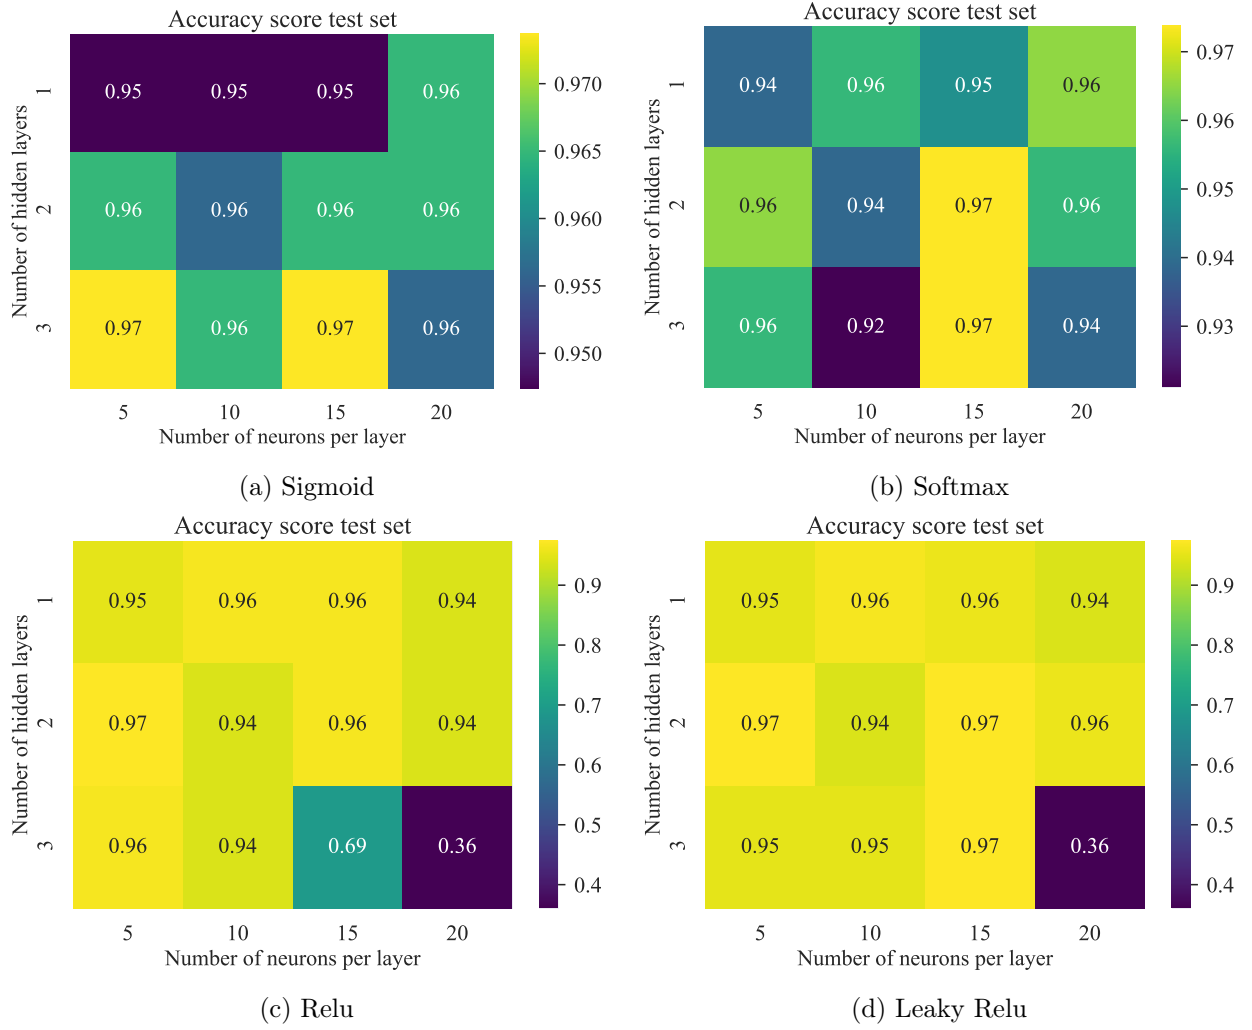 Accuracy score test set
Number of hidden layers
1
0.95 0.95 0.95 0.96
2
0.96 0.96 0.96 0.96
3
0.97 0.96 0.97 0.96
5 10 15 20
Number of neurons per layer
0.970
0.965
0.960
0.955
0.950
(a) Sigmoid
Accuracy score test set
Number of hidden layers
1
0.94 0.96 0.95 0.96
2
0.96 0.94 0.97 0.96
3
0.96 0.92 0.97 0.94
5 10 15 20
Number of neurons per layer
0.97
0.96
0.95
0.94
0.93
(b) Softmax
Accuracy score test set
Number of hidden layers
1
0.95 0.96 0.96 0.94
2
0.97 0.94 0.96 0.94
3
0.96 0.94 0.69 0.36
5 10 15 20
Number of neurons per layer
0.9
0.8
0.7
0.6
0.5
0.4
(c) Relu
Accuracy score test set
Number of hidden layers
1
0.95 0.96 0.96 0.94
2
0.97 0.94 0.97 0.96
3
0.95 0.95 0.97 0.36
5 10 15 20
Number of neurons per layer
0.9
0.8
0.7
0.6
0.5
0.4
(d) Leaky Relu